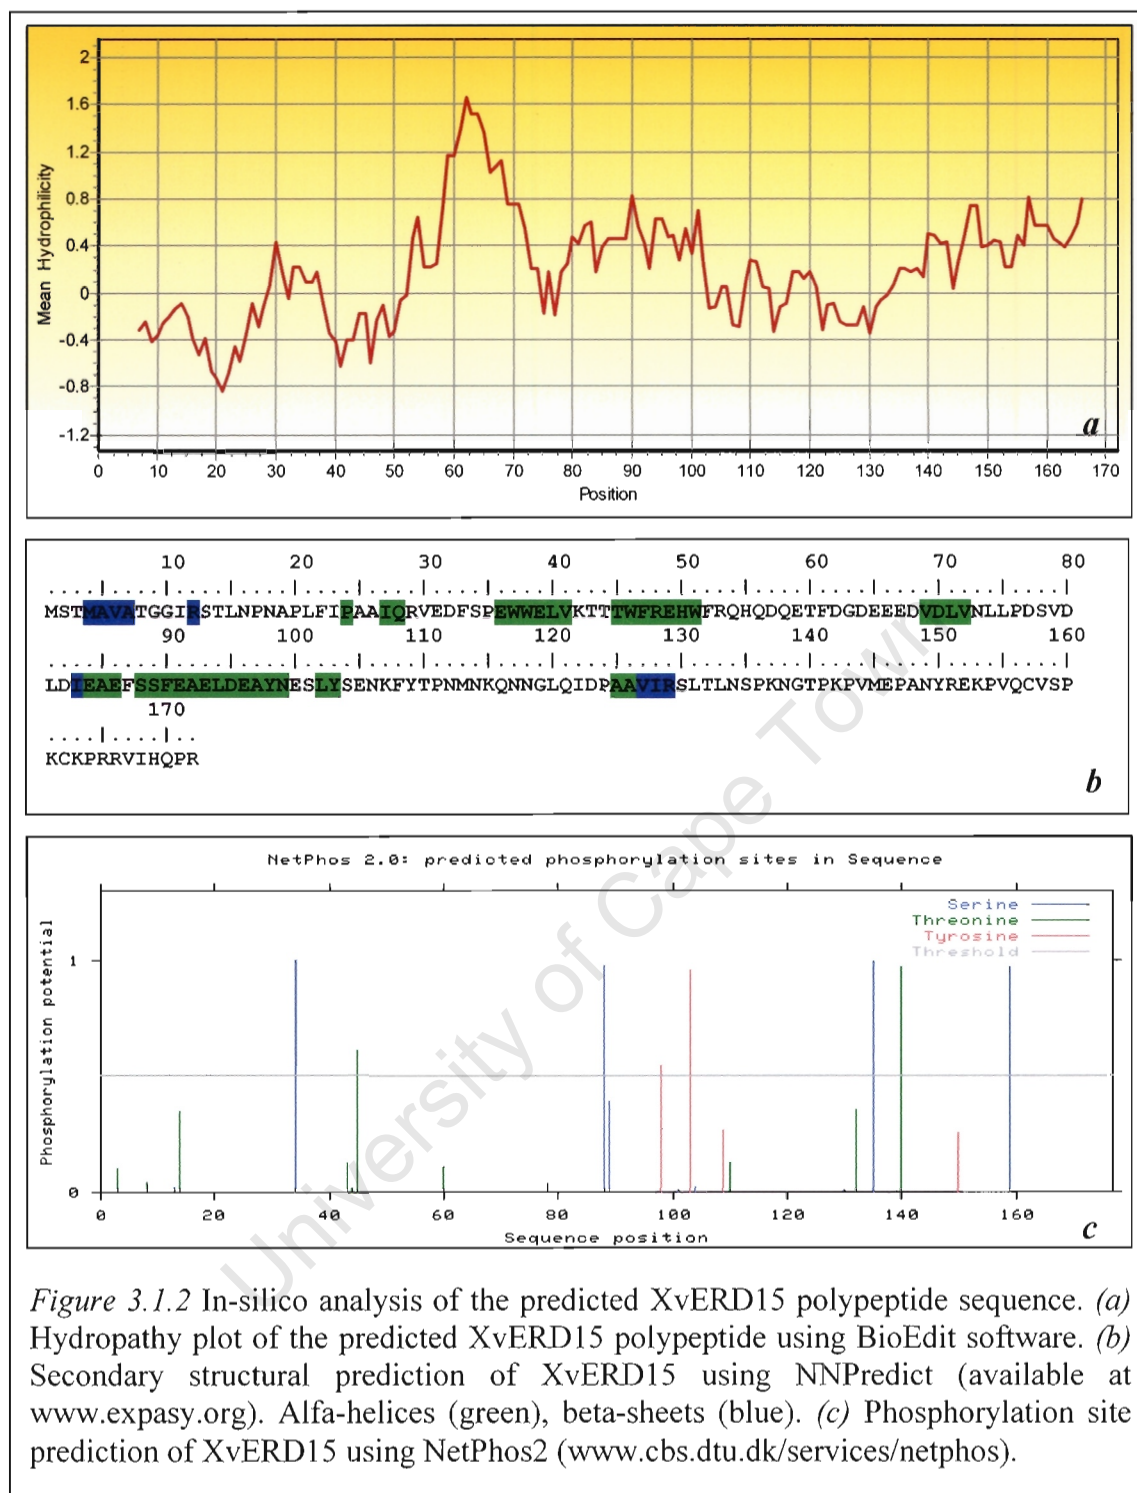 2
1.6
1.2
0.8
0.4
0
-0.4
-0.8
-1.2
Mean Hydrophilicity
0 10 20 30 40 50 60 70 80 90 100 110 120 130 140 150 160 170
Position
a
10 20 30 40 50 60 70 80
....|....|....|....|....|....|....|....|....|....|....|....|....|....|....|....|
MSTMAVATGGIRSTLNPNAPLFIPAAIQRVEDFSPEWWELVKTTTWFREHWFRQHQDQETFDGDEEEDVDLVNLLPDSVD
90 100 110 120 130 140 150 160
....|....|....|....|....|....|....|....|....|....|....|....|....|....|....|....|
LDIEAEFSSFEAELDEAYNESLYSENKFYTPNMNKQNNGLQIDPAAVIRSLTLNSPKNGTPKPVMEPANYREKPVQCVSP
170
....|....|..
KCKPRRVIHQPR
b
NetPhos 2.0: predicted phosphorylation sites in Sequence
Serine
Threonine
Tyrosine
Threshold
Phosphorylation potential
1
0
0 20 40 60 80 100 120 140 160
Sequence position
c
University of Cape Town
Figure 3.1.2 In-silico analysis of the predicted XvERD15 polypeptide sequence. (a)
Hydropathy plot of the predicted XvERD15 polypeptide using BioEdit software. (b)
Secondary structural prediction of XvERD15 using NNPredict (available at
www.expasy.org). Alfa-helices (green), beta-sheets (blue). (c) Phosphorylation site
prediction of XvERD15 using NetPhos2 (www.cbs.dtu.dk/services/netphos).